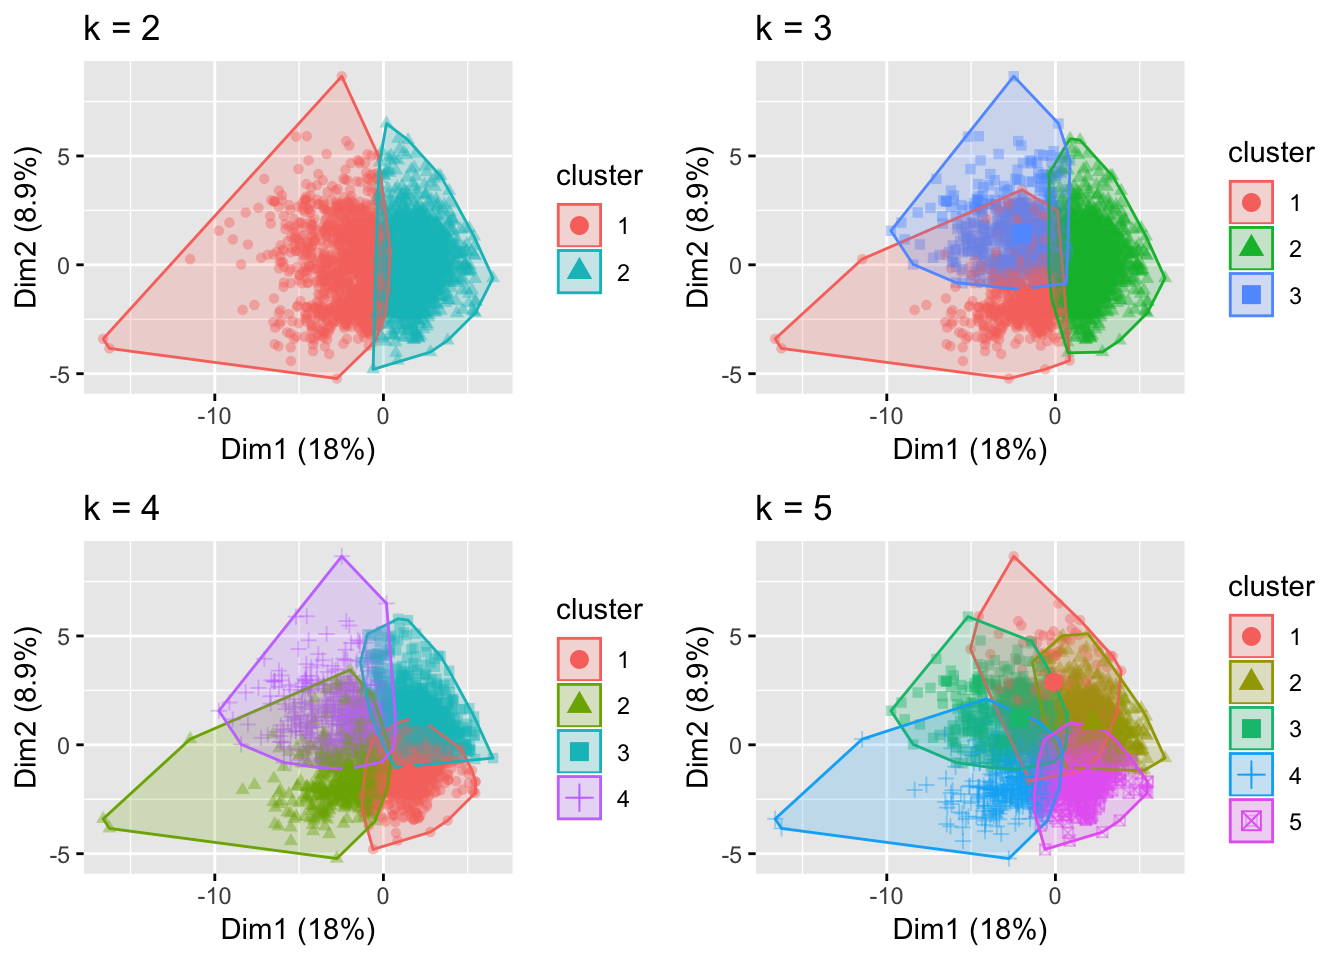 k = 2
5
0
-5
-10
0
Dim2 (8.9%)
Dim1 (18%)
cluster
1
2
k = 3
5
0
-5
-10
0
Dim2 (8.9%)
Dim1 (18%)
cluster
1
2
3
k = 4
5
0
-5
-10
0
Dim2 (8.9%)
Dim1 (18%)
cluster
1
2
3
4
k = 5
5
0
-5
-10
0
Dim2 (8.9%)
Dim1 (18%)
cluster
1
2
3
4
5